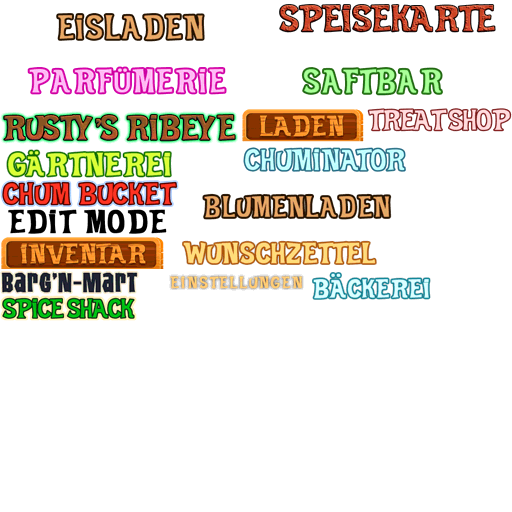 EiSLADEN
SPEISEKARTE
PARFÜMERiE
SAFTBAR
RUSTY'S RiBEYE
LADEN
TREATSHOP
GÄRTNEREi
CHUMiNATOR
CHUM BUCKET
BLUMENLADEN
EDiT MODE
INVENTAR
WUNSCHZETTEL
BARG'N-MART
EINSTELLUNGEN
BÄCKEREi
SPICE SHACK